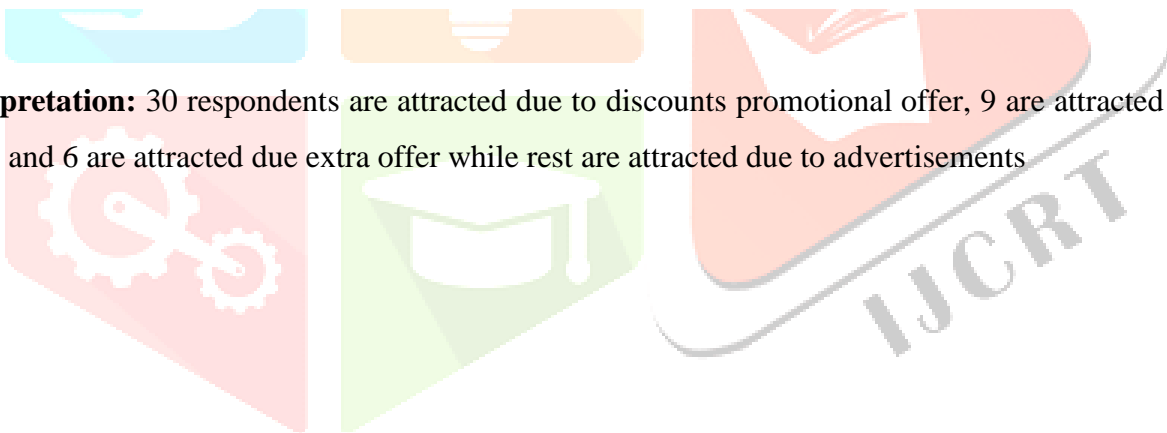 pretation: 30 respondents are attracted due to discounts promotional offer, 9 are attracted
and 6 are attracted due extra offer while rest are attracted due to advertisements
IJCRT